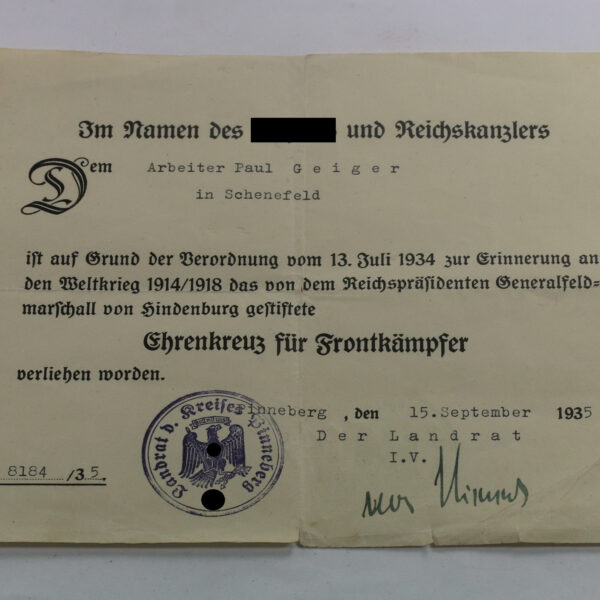 Im Namen des und Reichskanzlers
Dem Arbeiter Paul Geiger
in Schenefeld
ist auf Grund der Verordnung vom 13. Juli 1934 zur Erinnerung an
den Weltkrieg 1914/1918 das von dem Reichspräsidenten Generalfeld=
marschall von Hindenburg gestiftete
Ehrenkreuz für Frontkämpfer
verliehen worden.
Pinneberg, den 15. September 1935
Der Landrat
I.V.
8184 /35.
Landrat d. Kreises Pinneberg